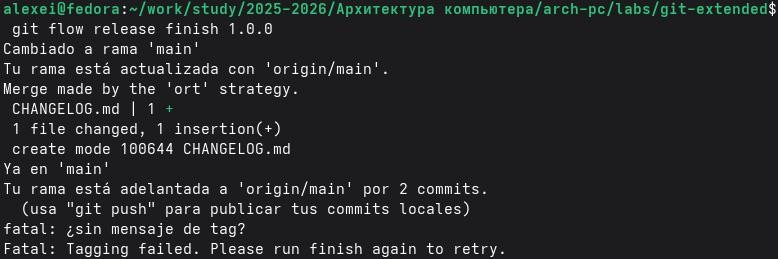 alexei@fedora:~/work/study/2025-2026/Архитектура компьютера/arch-pc/labs/git-extended$
git flow release finish 1.0.0
Cambiado a rama 'main'
Tu rama está actualizada con 'origin/main'.
Merge made by the 'ort' strategy.
CHANGELOG.md | 1 +
1 file changed, 1 insertion(+)
create mode 100644 CHANGELOG.md
Ya en 'main'
Tu rama está adelantada a 'origin/main' por 2 commits.
(usa "git push" para publicar tus commits locales)
fatal: ¿sin mensaje de tag?
Fatal: Tagging failed. Please run finish again to retry.